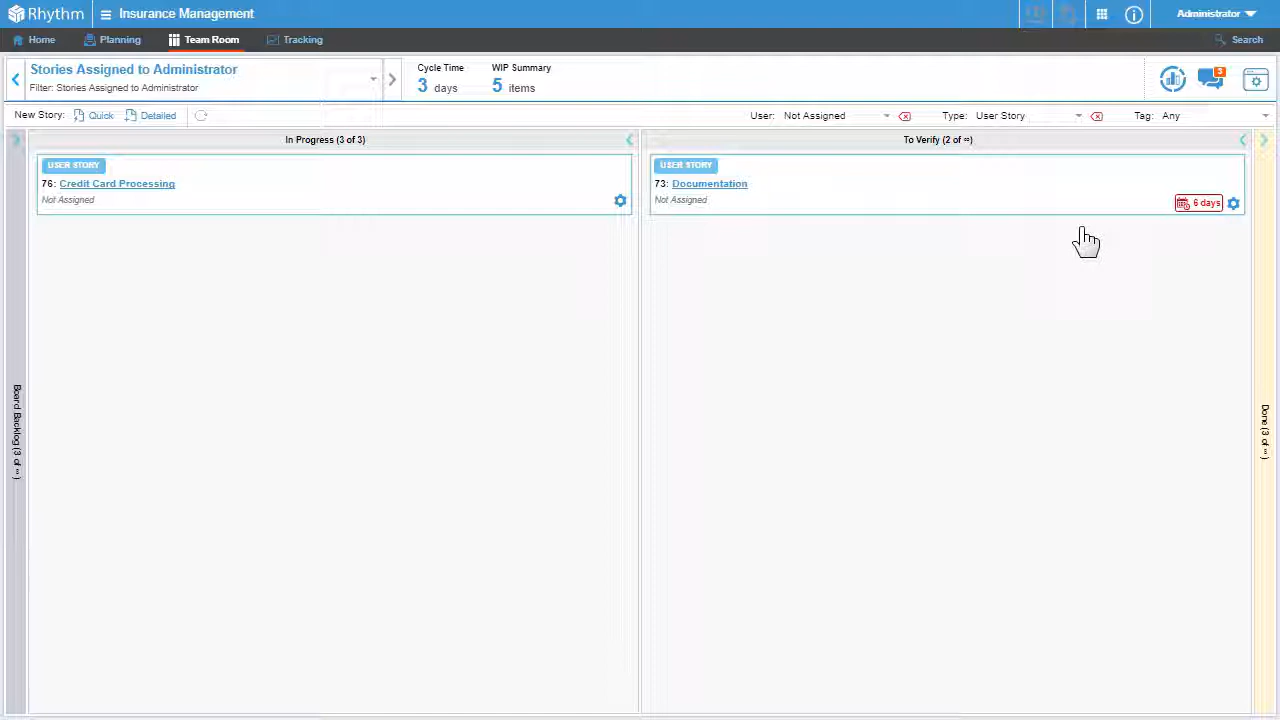 Rhythm
Insurance Management
Administrator
Home
Planning
Team Room
Tracking
Search
Stories Assigned to Administrator
Filter: Stories Assigned to Administrator
Cycle Time
3 days
WIP Summary
5 items
3
New Story:
Quick
Detailed
User: Not Assigned
Type: User Story
Tag: Any
In Progress (3 of 3)
To Verify (2 of ∞)
USER STORY
76: Credit Card Processing
Not Assigned
USER STORY
73: Documentation
Not Assigned
6 days
Board Backlog (3 of ∞)
Done (3 of ∞)